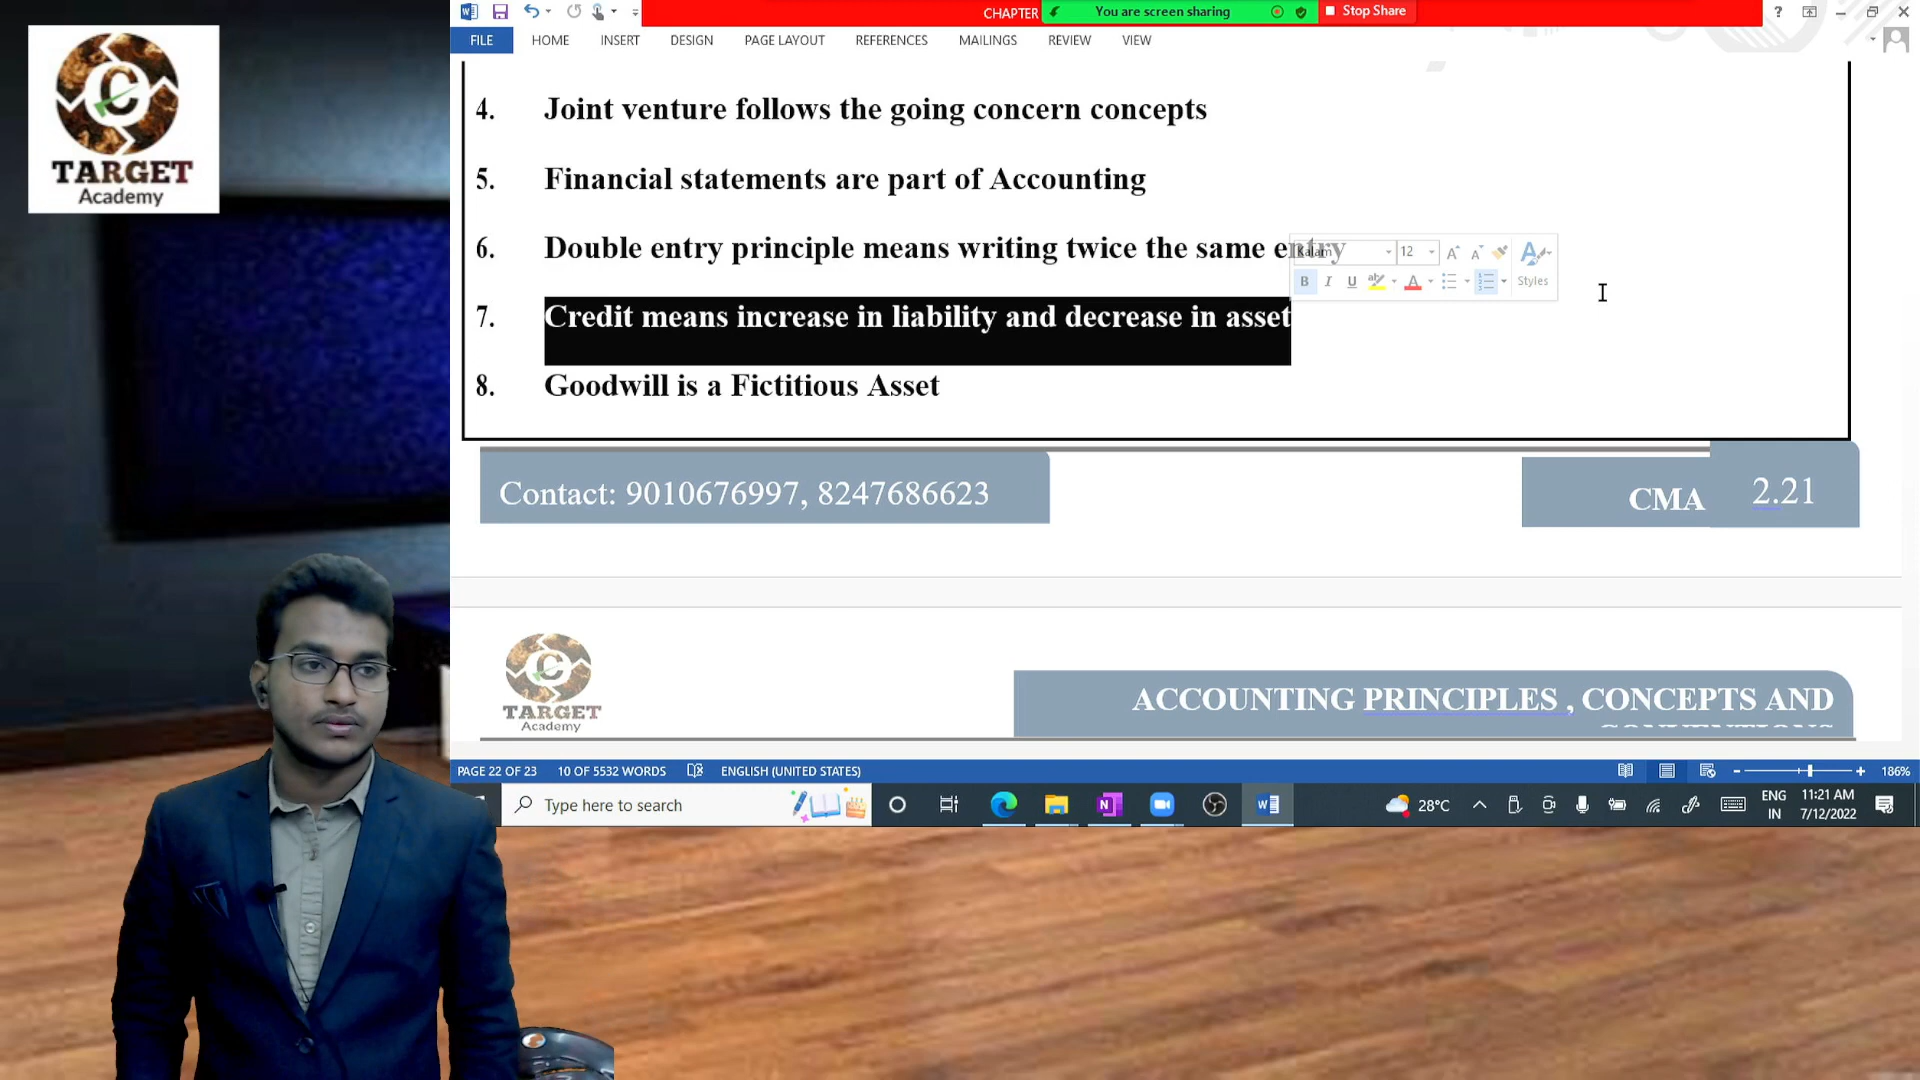 TARGET
Academy
CHAPTER
You are screen sharing
Stop Share
FILE HOME INSERT DESIGN PAGE LAYOUT REFERENCES MAILINGS REVIEW VIEW
4. Joint venture follows the going concern concepts
5. Financial statements are part of Accounting
6. Double entry principle means writing twice the same entry
12
Styles
7. Credit means increase in liability and decrease in asset
8. Goodwill is a Fictitious Asset
Contact: 9010676997, 8247686623
CMA 2.21
TARGET
Academy
ACCOUNTING PRINCIPLES , CONCEPTS AND
PAGE 22 OF 23 10 OF 5532 WORDS ENGLISH (UNITED STATES) 186%
Type here to search
28°C
ENG
IN
11:21 AM
7/12/2022